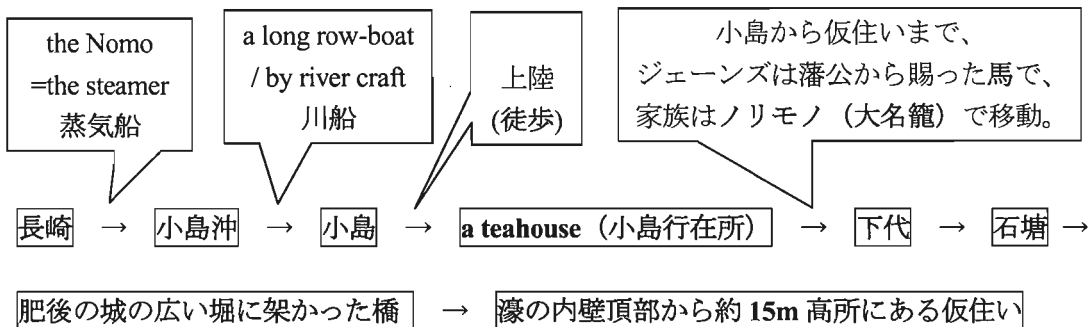 the Nomo
=the steamer
蒸気船
a long row-boat
/ by river craft
川船
上陸
(徒歩)
小島から仮住いまで、
ジェーンズは藩公から賜った馬で、
家族はノリモノ（大名籠）で移動。
長崎 → 小島沖 → 小島 → a teahouse（小島行在所） → 下代 → 石塘 →
肥後の城の広い堀に架かった橋 → 濠の内壁頂部から約 15m 高所にある仮住い